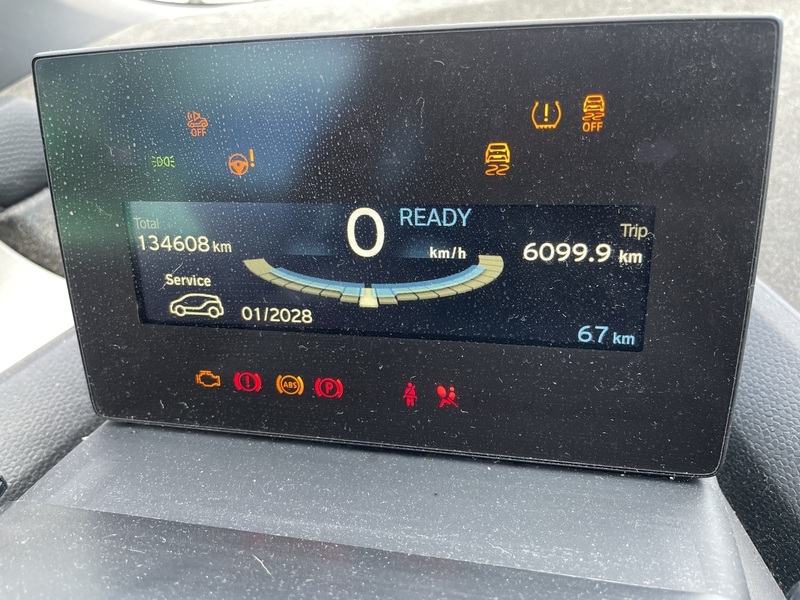 OFF
OFF
READY
Total
134608 km
0
km/h
Trip
6099.9 km
Service
01/2028
67 km
ABS
P